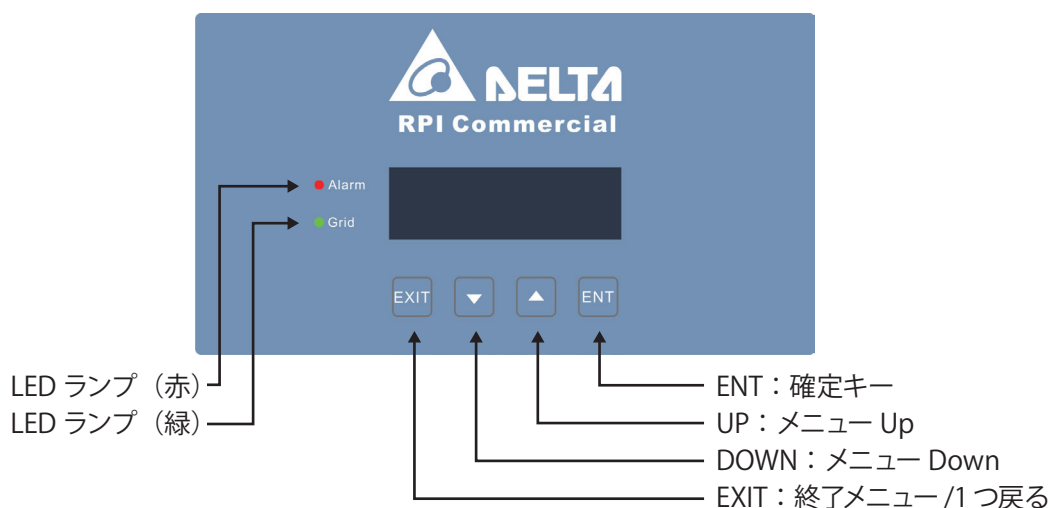 DELTA
RPI Commercial
Alarm
Grid
EXIT ▼ ▲ ENT
LED ランプ（赤）
LED ランプ（緑）
ENT：確定キー
UP：メニュー Up
DOWN：メニュー Down
EXIT：終了メニュー /1 つ戻る